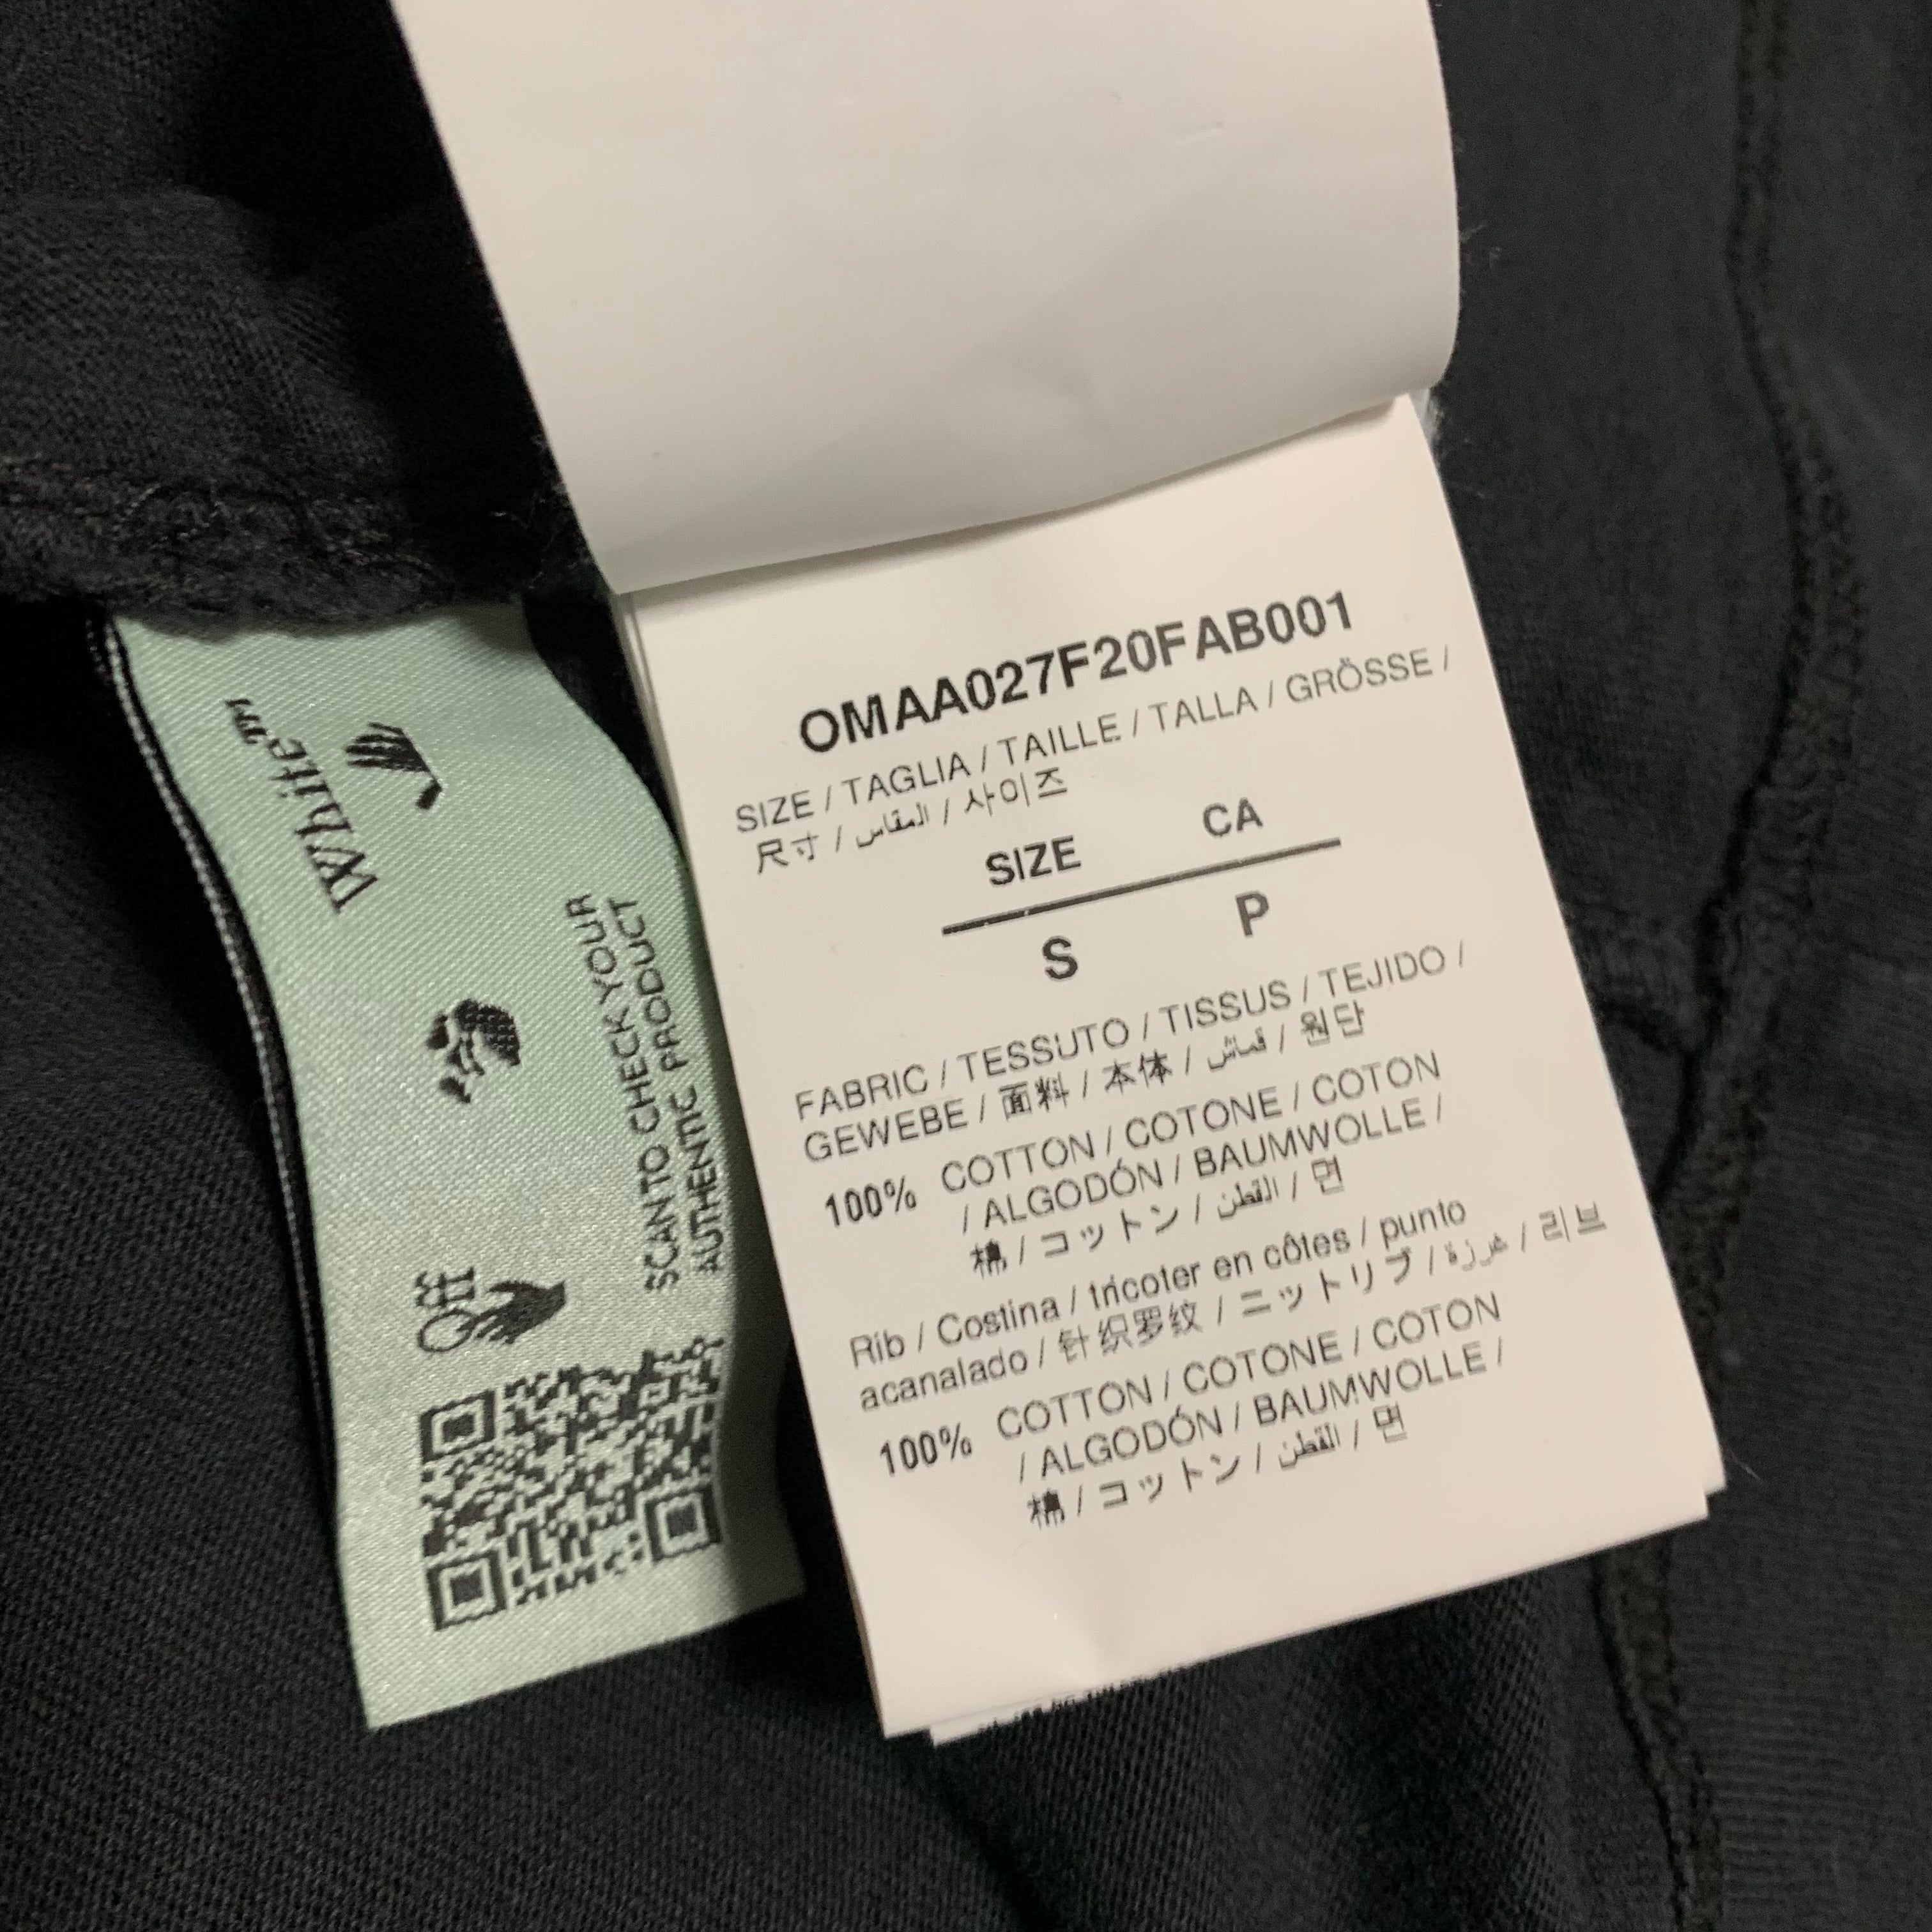 OMAA027F20FAB001
SIZE / TAGLIA / TAILLE / TALLA / GRÖSSE /
尺寸 / المقاس / 사이즈
SIZE CA
S P
FABRIC / TESSUTO / TISSUS / TEJIDO /
GEWEBE / 面料 / 本体 / قماش / 원단
100% COTTON / COTONE / COTON
/ ALGODÓN / BAUMWOLLE /
棉 / コットン / القطن / 면
Rib / Costina / tricoter en côtes / punto
acanalado / 针织罗纹 / ニットリブ / غرزة / 리브
100% COTTON / COTONE / COTON
/ ALGODÓN / BAUMWOLLE /
棉 / コットン / القطن / 면
Off White™
SCAN TO CHECK YOUR
AUTHENTIC PRODUCT